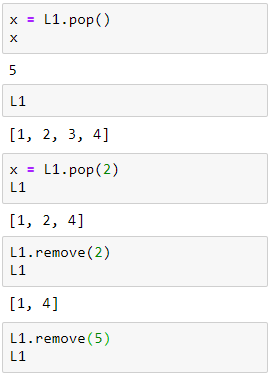 x = L1.pop()
x
5
L1
[1, 2, 3, 4]
x = L1.pop(2)
L1
[1, 2, 4]
L1.remove(2)
L1
[1, 4]
L1.remove(5)
L1